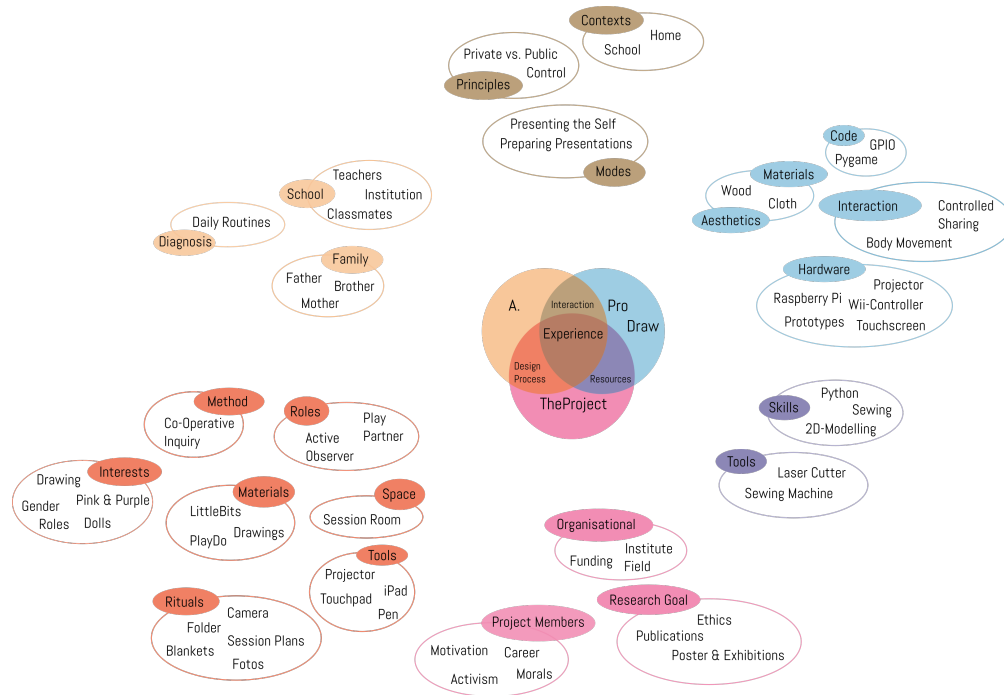 Contexts
Home
School
Private vs. Public
Control
Principles
Presenting the Self
Preparing Presentations
Modes
Code
GPIO
Pygame
Materials
Wood
Cloth
Aesthetics
Interaction
Controlled
Sharing
Body Movement
Hardware
Projector
Raspberry Pi
Wii-Controller
Prototypes
Touchscreen
Teachers
School
Institution
Classmates
Daily Routines
Diagnosis
Family
Father
Brother
Mother
A.
Interaction
Pro
Draw
Experience
Design
Process
Resources
TheProject
Python
Skills
Sewing
2D-Modelling
Tools
Laser Cutter
Sewing Machine
Method
Co-Operative
Inquiry
Roles
Play
Partner
Active
Observer
Interests
Drawing
Pink & Purple
Gender
Roles
Dolls
Materials
LittleBits
Drawings
PlayDo
Space
Session Room
Tools
Projector
iPad
Touchpad
Pen
Rituals
Camera
Folder
Session Plans
Blankets
Fotos
Organisational
Institute
Funding
Field
Research Goal
Ethics
Publications
Poster & Exhibitions
Project Members
Motivation
Career
Activism
Morals